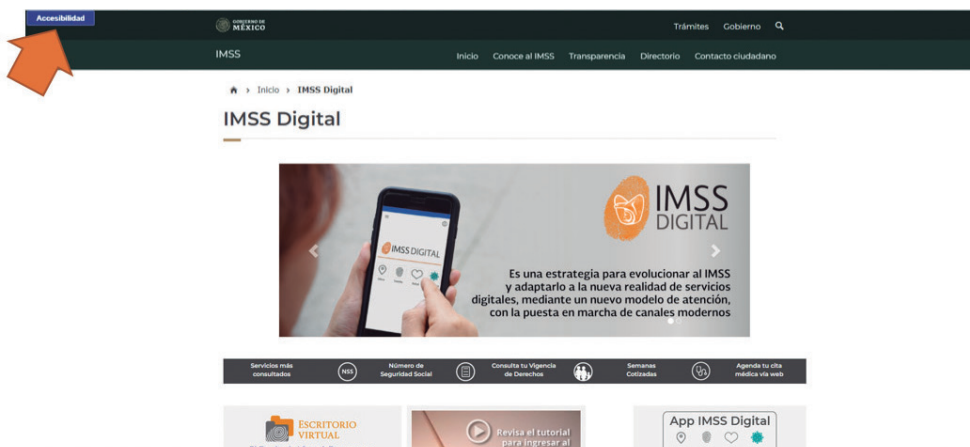 Accesibilidad
GOBIERNO DE
MÉXICO
Trámites Gobierno
IMSS
Inicio Conoce al IMSS Transparencia Directorio Contacto ciudadano
Inicio > IMSS Digital
IMSS Digital
IMSS DIGITAL
IMSS
DIGITAL
Es una estrategia para evolucionar al IMSS
y adaptarlo a la nueva realidad de servicios
digitales, mediante un nuevo modelo de atención,
con la puesta en marcha de canales modernos
Servicios más
consultados
NSS
Número de
Seguridad Social
Consulta tu Vigencia
de Derechos
Semanas
Cotizadas
Agenda tu cita
médica vía web
ESCRITORIO
VIRTUAL
Revisa el tutorial
para ingresar al
App IMSS Digital